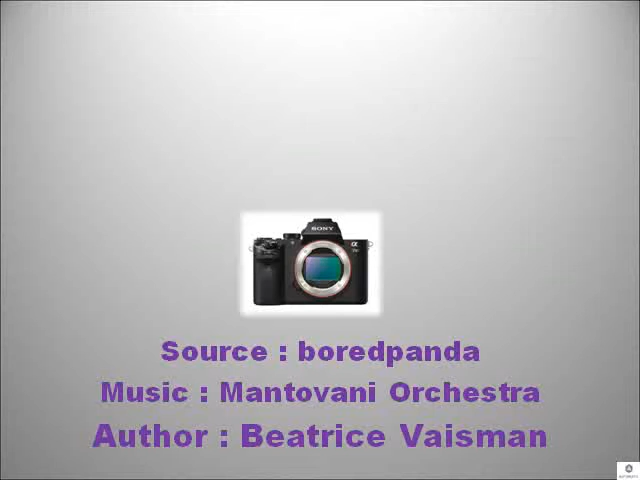 SONY
α
Source : boredpanda
Music : Mantovani Orchestra
Author : Beatrice Vaisman